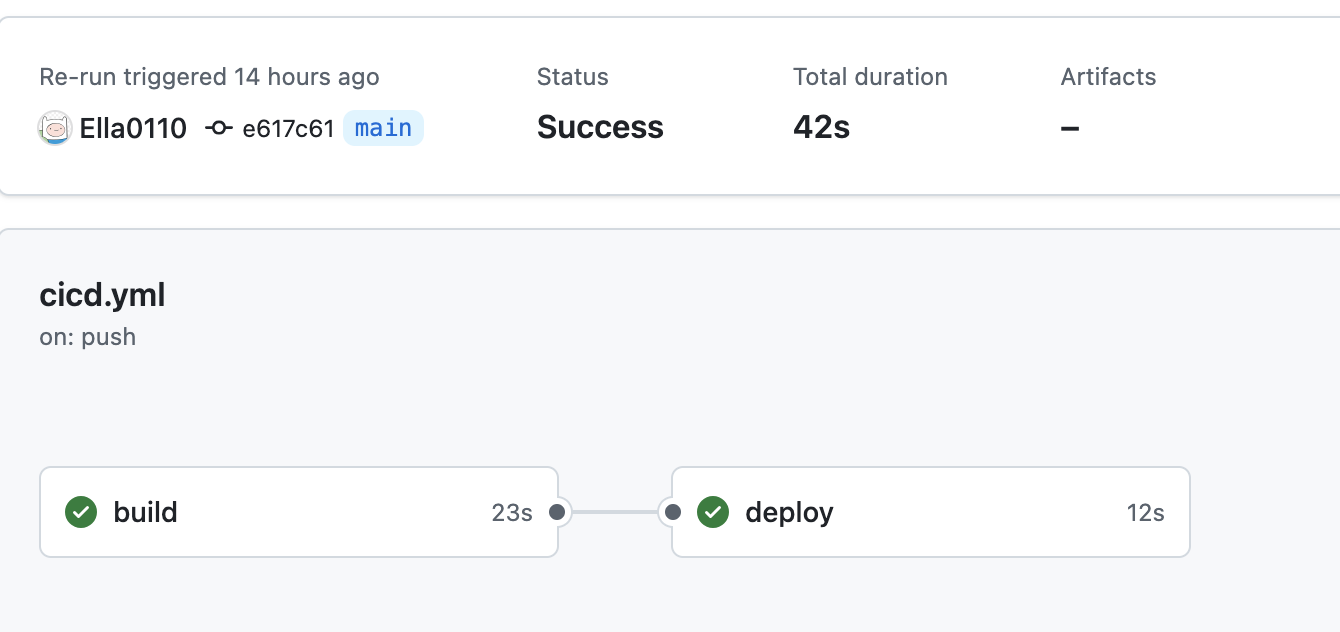 Re-run triggered 14 hours ago
Ella0110 e617c61 main
Status
Success
Total duration
42s
Artifacts
–
cicd.yml
on: push
build 23s
deploy 12s